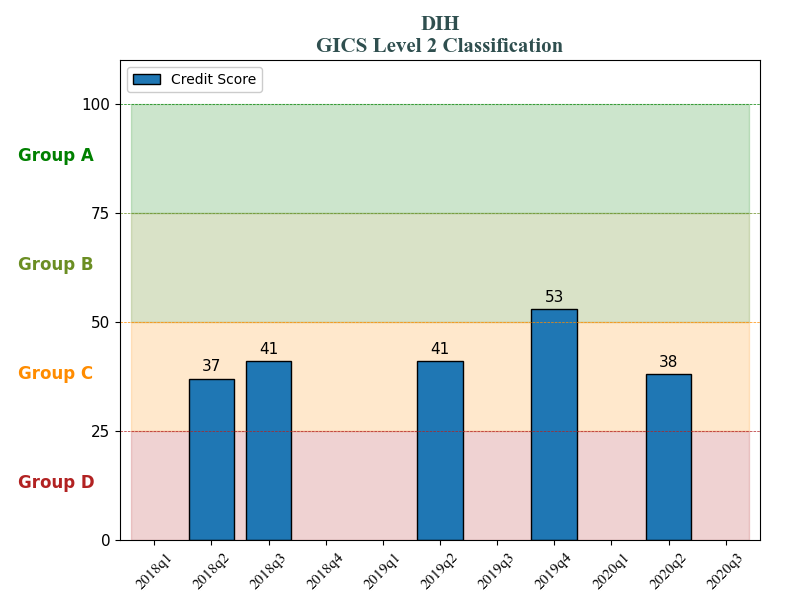 DIH
GICS Level 2 Classification
Credit Score
100
Group A
75
Group B
53
50
41
41
38
37
Group C
25
Group D
0
2018q1
2018q2
2018q3
2018q4
2019q1
2019q2
2019q3
2019q4
2020q1
2020q2
2020q3